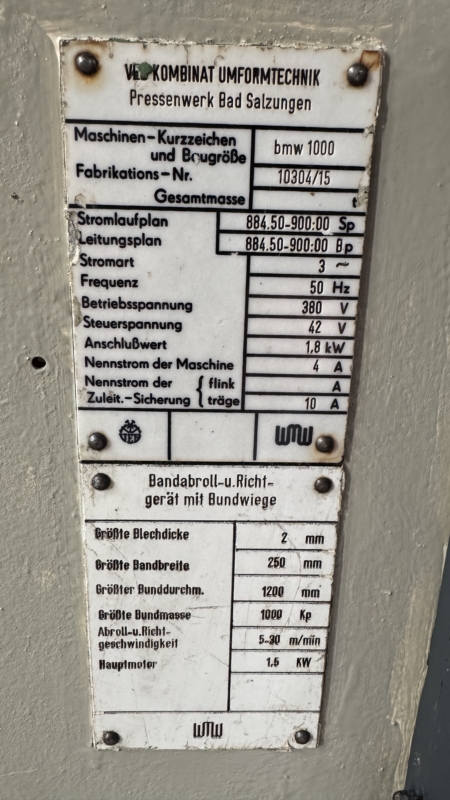 VEB KOMBINAT UMFORMTECHNIK
Pressenwerk Bad Salzungen
Maschinen-Kurzzeichen und Baugröße bmw 1000
Fabrikations-Nr. 10304/15
Gesamtmasse t
Stromlaufplan 884.50-900:00 Sp
Leitungsplan 884.50-900:00 Bp
Stromart 3 ~
Frequenz 50 Hz
Betriebsspannung 380 V
Steuerspannung 42 V
Anschlußwert 1,8 kW
Nennstrom der Maschine 4 A
Nennstrom der { flink A
Zuleit.-Sicherung { träge 10 A
WMW
Bandabroll-u.Richt-
gerät mit Bundwiege
Größte Blechdicke 2 mm
Größte Bandbreite 250 mm
Größter Bunddurchm. 1200 mm
Größte Bundmasse 1000 Kp
Abroll-u.Richt-
geschwindigkeit 5-30 m/min
Hauptmotor 1,5 KW
WMW